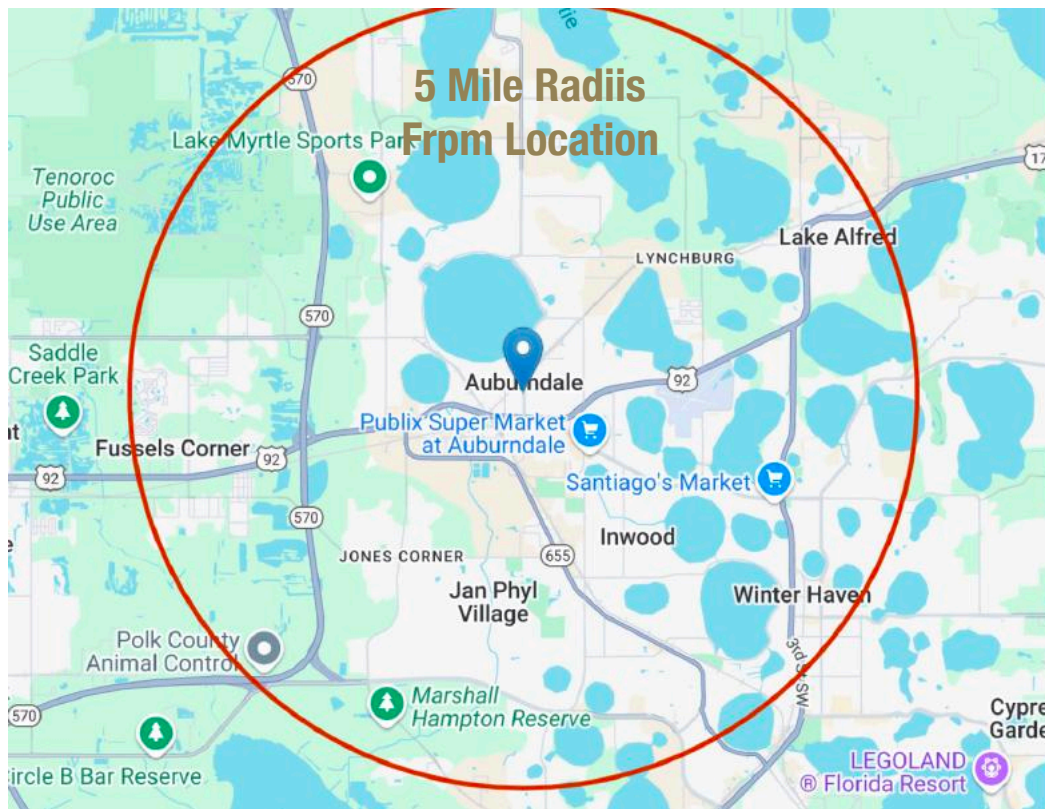 tie
5 Mile Radiis
Frpm Location
570
17
Lake Myrtle Sports Park
Tenoroc
Public
Use Area
Lake Alfred
LYNCHBURG
570
Saddle
Creek Park
Auburndale
92
Publix Super Market
at Auburndale
Fussels Corner
92
92
Santiago's Market
570
Inwood
JONES CORNER
655
Jan Phyl
Village
Winter Haven
Polk County
Animal Control
3rd St SW
570
Marshall
Hampton Reserve
Cypre
Garde
Circle B Bar Reserve
LEGOLAND
® Florida Resort